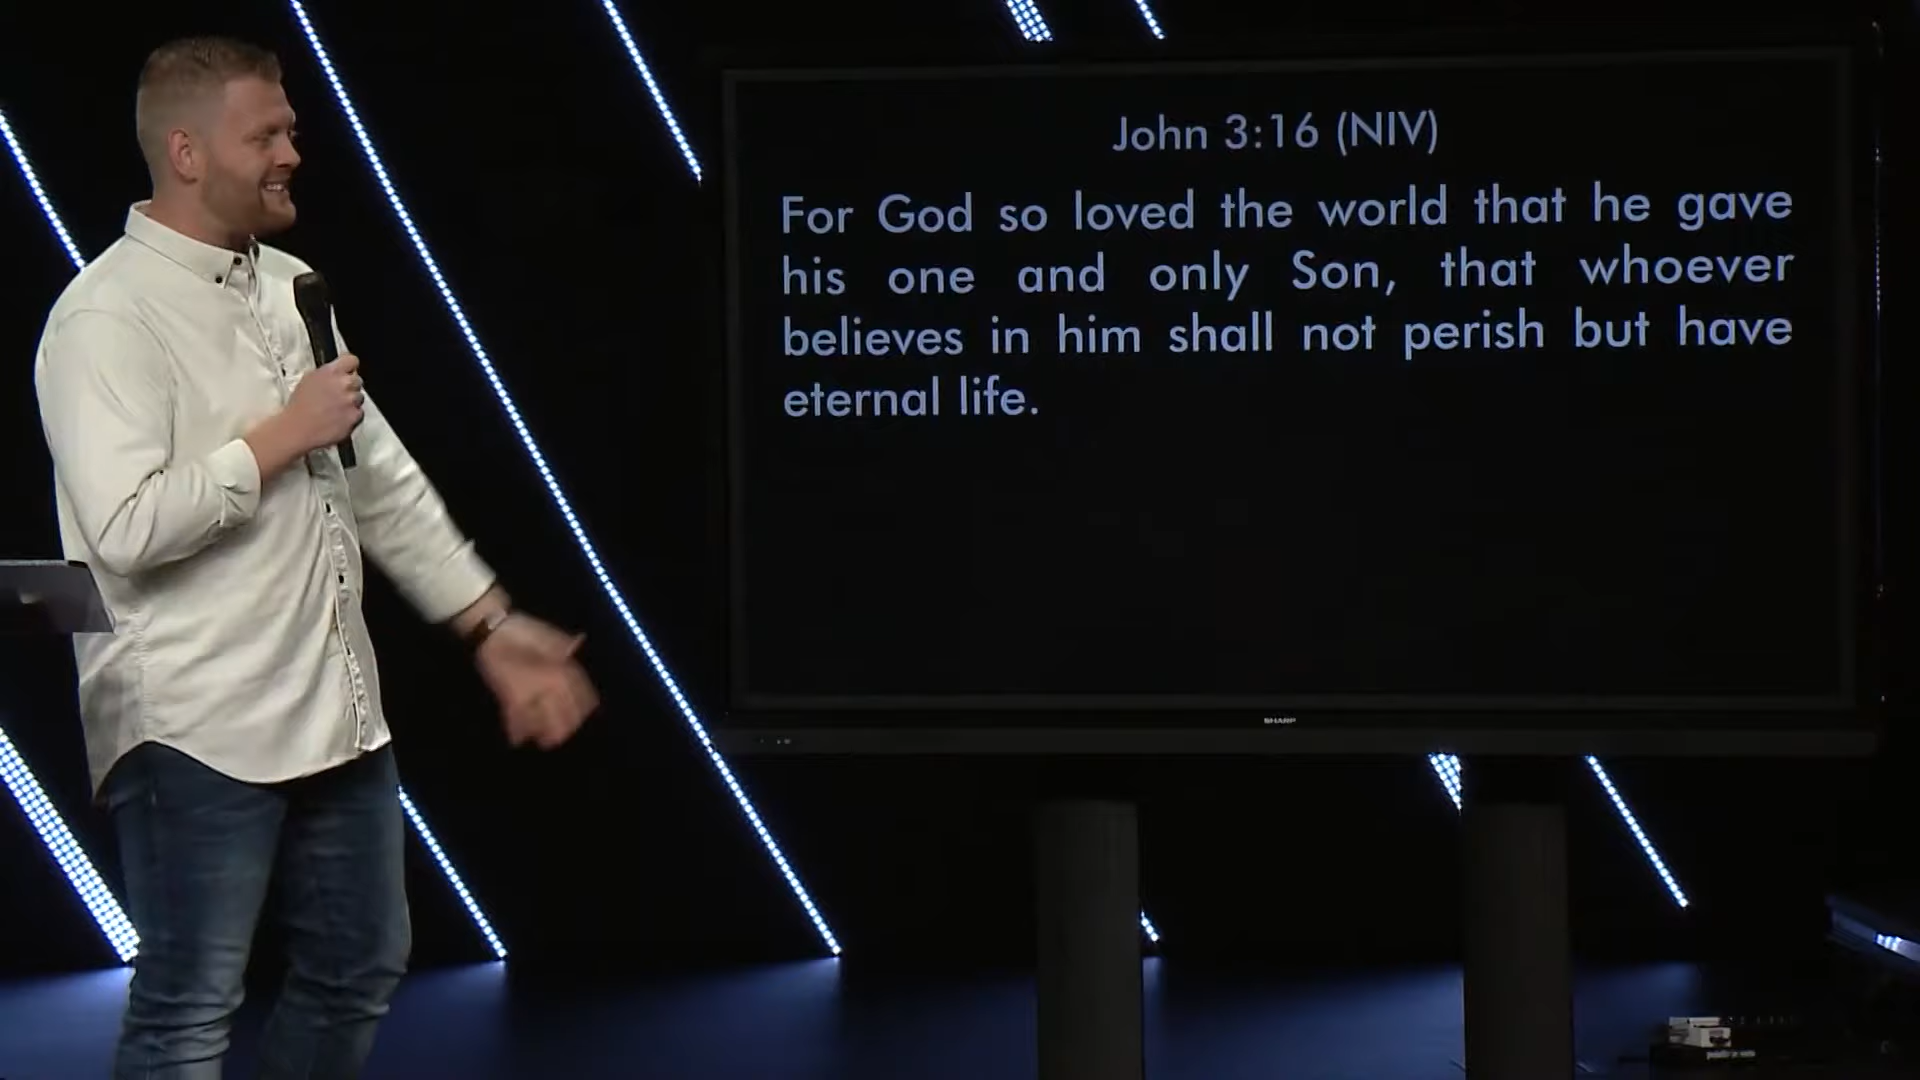 John 3:16 (NIV)
For God so loved the world that he gave
his one and only Son, that whoever
believes in him shall not perish but have
eternal life.
SHARP